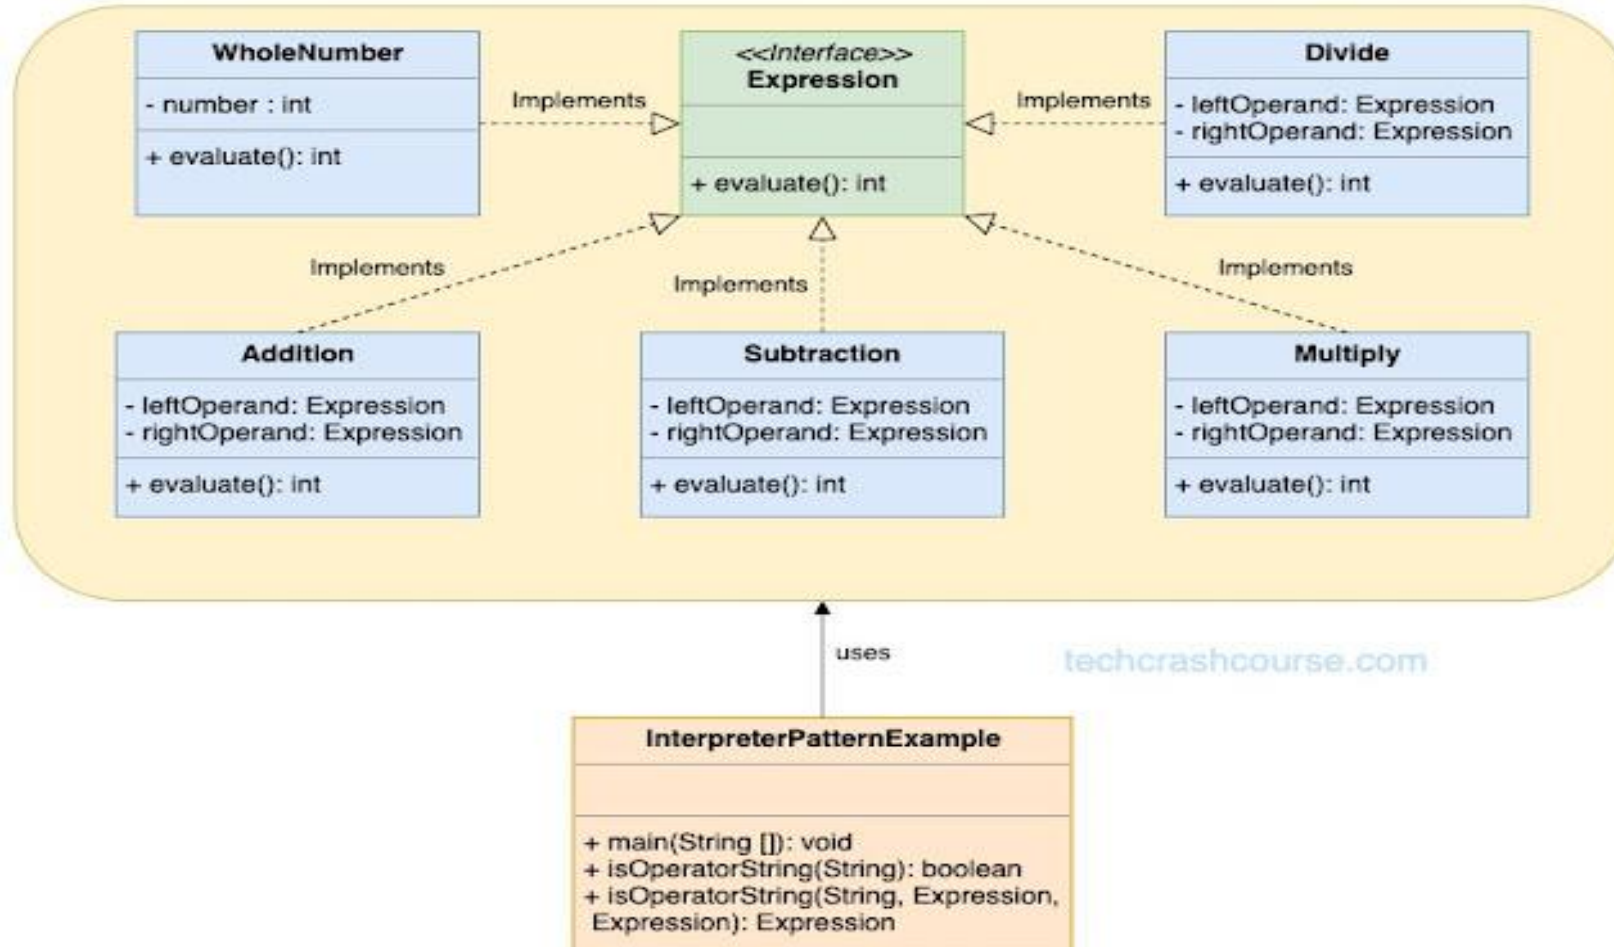 WholeNumber
- number : int
+ evaluate(): int
Implements
<<Interface>>
Expression
+ evaluate(): int
Implements
Divide
- leftOperand: Expression
- rightOperand: Expression
+ evaluate(): int
Implements
Implements
Implements
Addition
- leftOperand: Expression
- rightOperand: Expression
+ evaluate(): int
Subtraction
- leftOperand: Expression
- rightOperand: Expression
+ evaluate(): int
Multiply
- leftOperand: Expression
- rightOperand: Expression
+ evaluate(): int
uses
techcrashcourse.com
InterpreterPatternExample
+ main(String []): void
+ isOperatorString(String): boolean
+ isOperatorString(String, Expression,
Expression): Expression